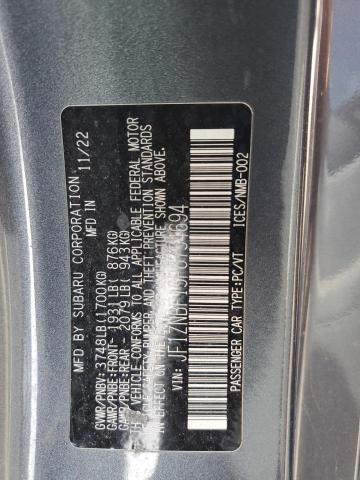 MFD BY SUBARU CORPORATION
MFD IN 11/22
GVWR/PNBV: 3748LB(1700KG)
GAWR/PNBE:FRONT- 1931LB( 876KG)
GAWR/PNBE:REAR- 2079LB( 943KG)
THIS VEHICLE CONFORMS TO ALL APPLICABLE FEDERAL MOTOR
VEHICLE SAFETY, BUMPER AND THEFT PREVENTION STANDARDS
IN EFFECT ON THE DATE OF MANUFACTURE SHOWN ABOVE.
VIN:
PASSENGER CAR/VEHICULE TYPE:PC/VT
ICES/NMB-002